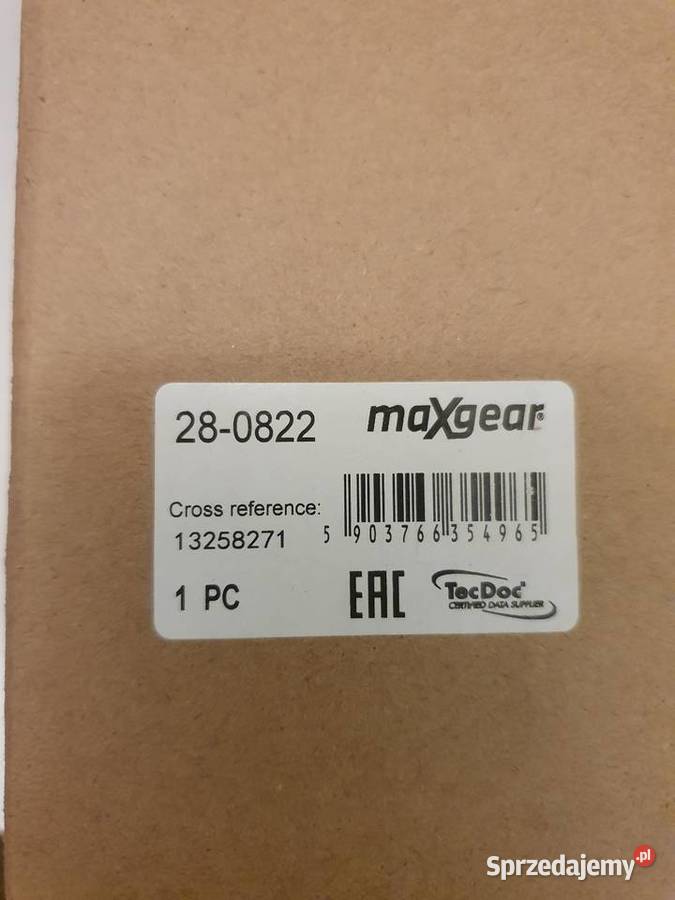 28-0822
maXgear®
Cross reference:
13258271
5 903766 354965
1 PC
EAC
TecDoc
CERTIFIED DATA SUPPLIER
Sprzedajemy.pl